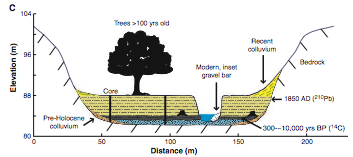 C
104
Trees >100 yrs old
Recent
colluvium
96
Elevation (m)
Modern, inset
gravel bar
Bedrock
Core
88
1850 AD (²¹⁰Pb)
Pre-Holocene
colluvium
300–10,000 yrs BP (¹⁴C)
80
0
50
100
150
200
Distance (m)